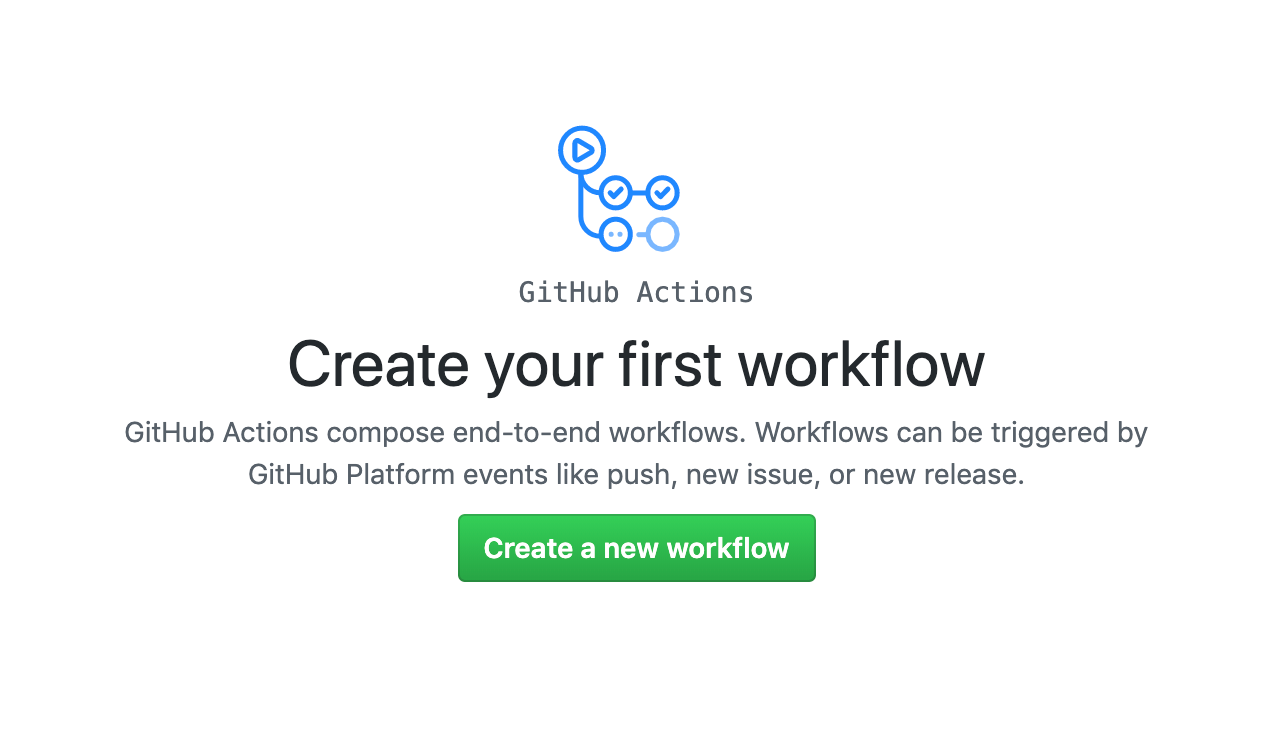 GitHub Actions
Create your first workflow
GitHub Actions compose end-to-end workflows. Workflows can be triggered by
GitHub Platform events like push, new issue, or new release.
Create a new workflow